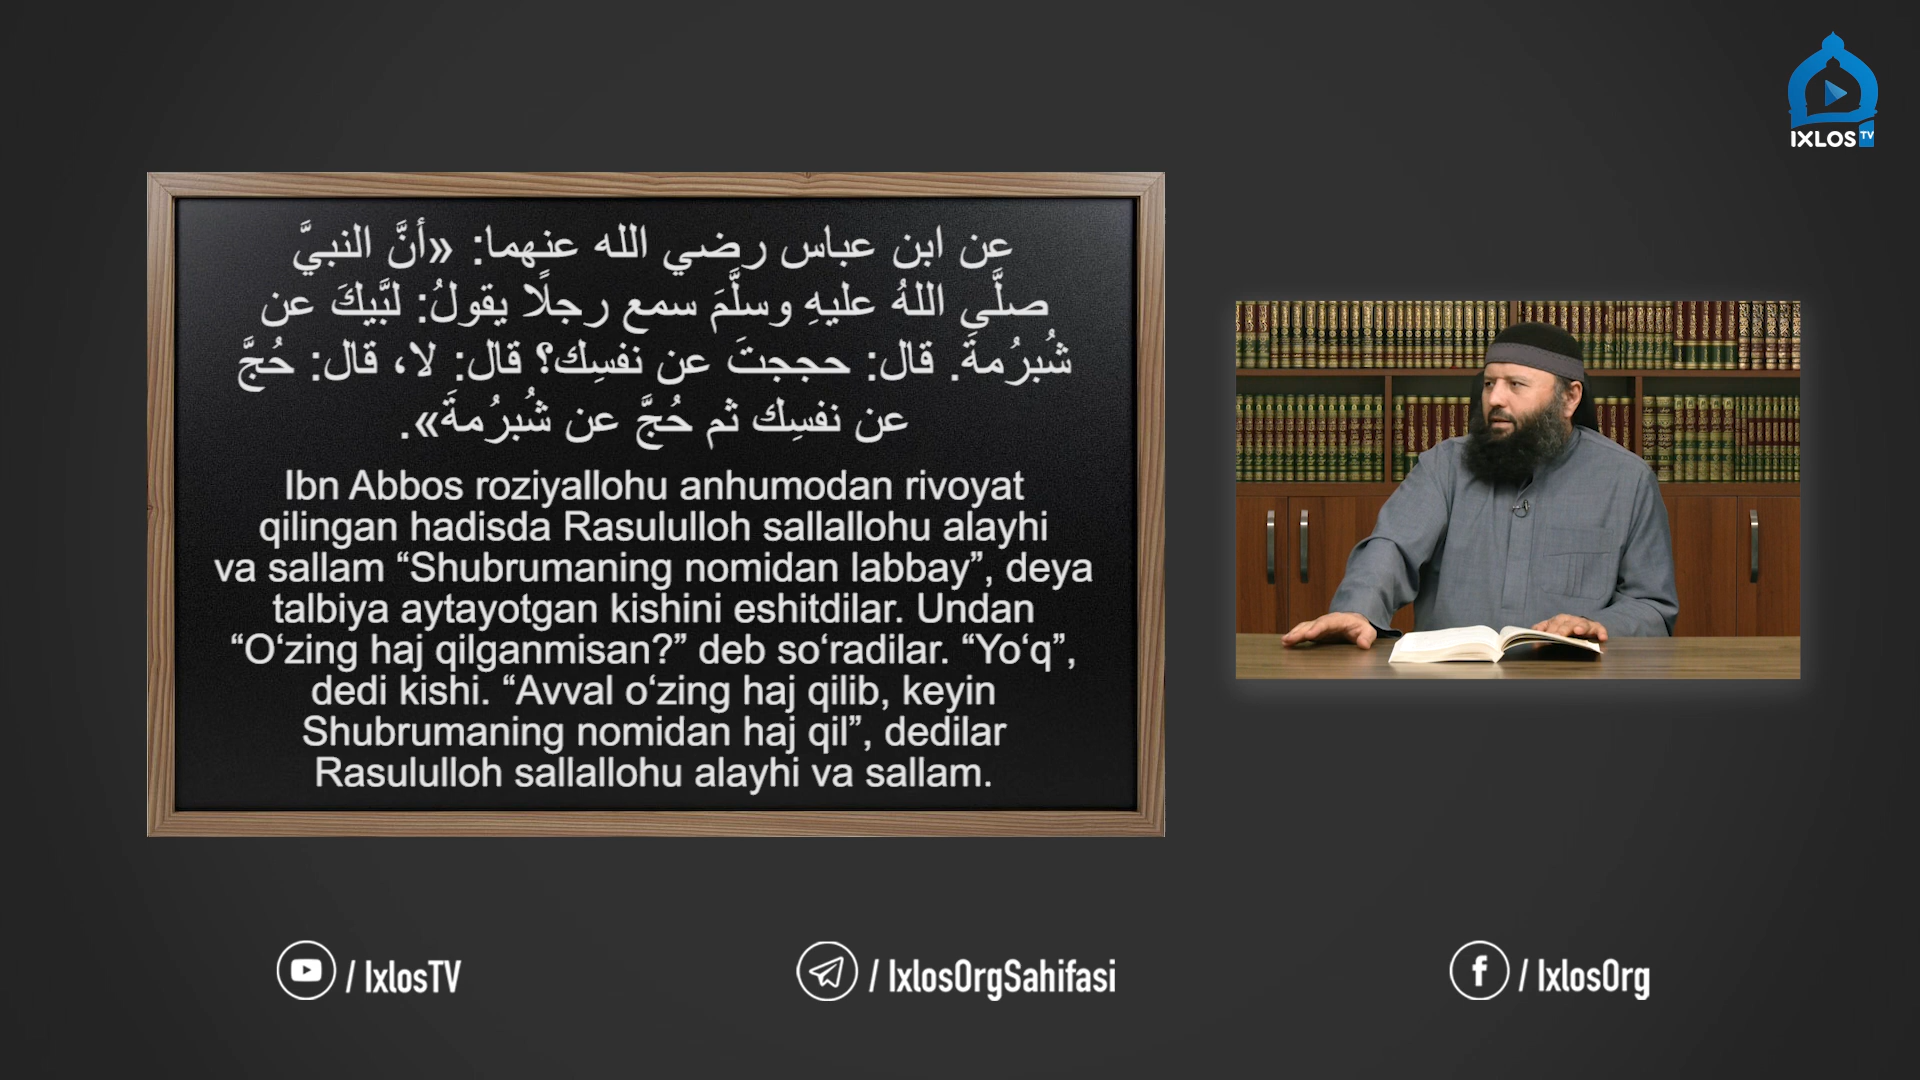 IXLOS TV
عن ابن عباس رضي الله عنهما: «أنَّ النبيَّ
صلَّى اللهُ عليهِ وسلَّمَ سمع رجلًا يقولُ: لبَّيكَ عن
شُبرُمةَ. قال: حججتَ عن نفسِك؟ قال: لا، قال: حُجَّ
عن نفسِك ثم حُجَّ عن شُبرُمةَ».
Ibn Abbos roziyallohu anhumodan rivoyat
qilingan hadisda Rasululloh sallallohu alayhi
va sallam “Shubrumaning nomidan labbay”, deya
talbiya aytayotgan kishini eshitdilar. Undan
“O‘zing haj qilganmisan?” deb so‘radilar. “Yo‘q”,
dedi kishi. “Avval o‘zing haj qilib, keyin
Shubrumaning nomidan haj qil”, dedilar
Rasululloh sallallohu alayhi va sallam.
/ IxlosTV
/ IxlosOrgSahifasi
/ IxlosOrg